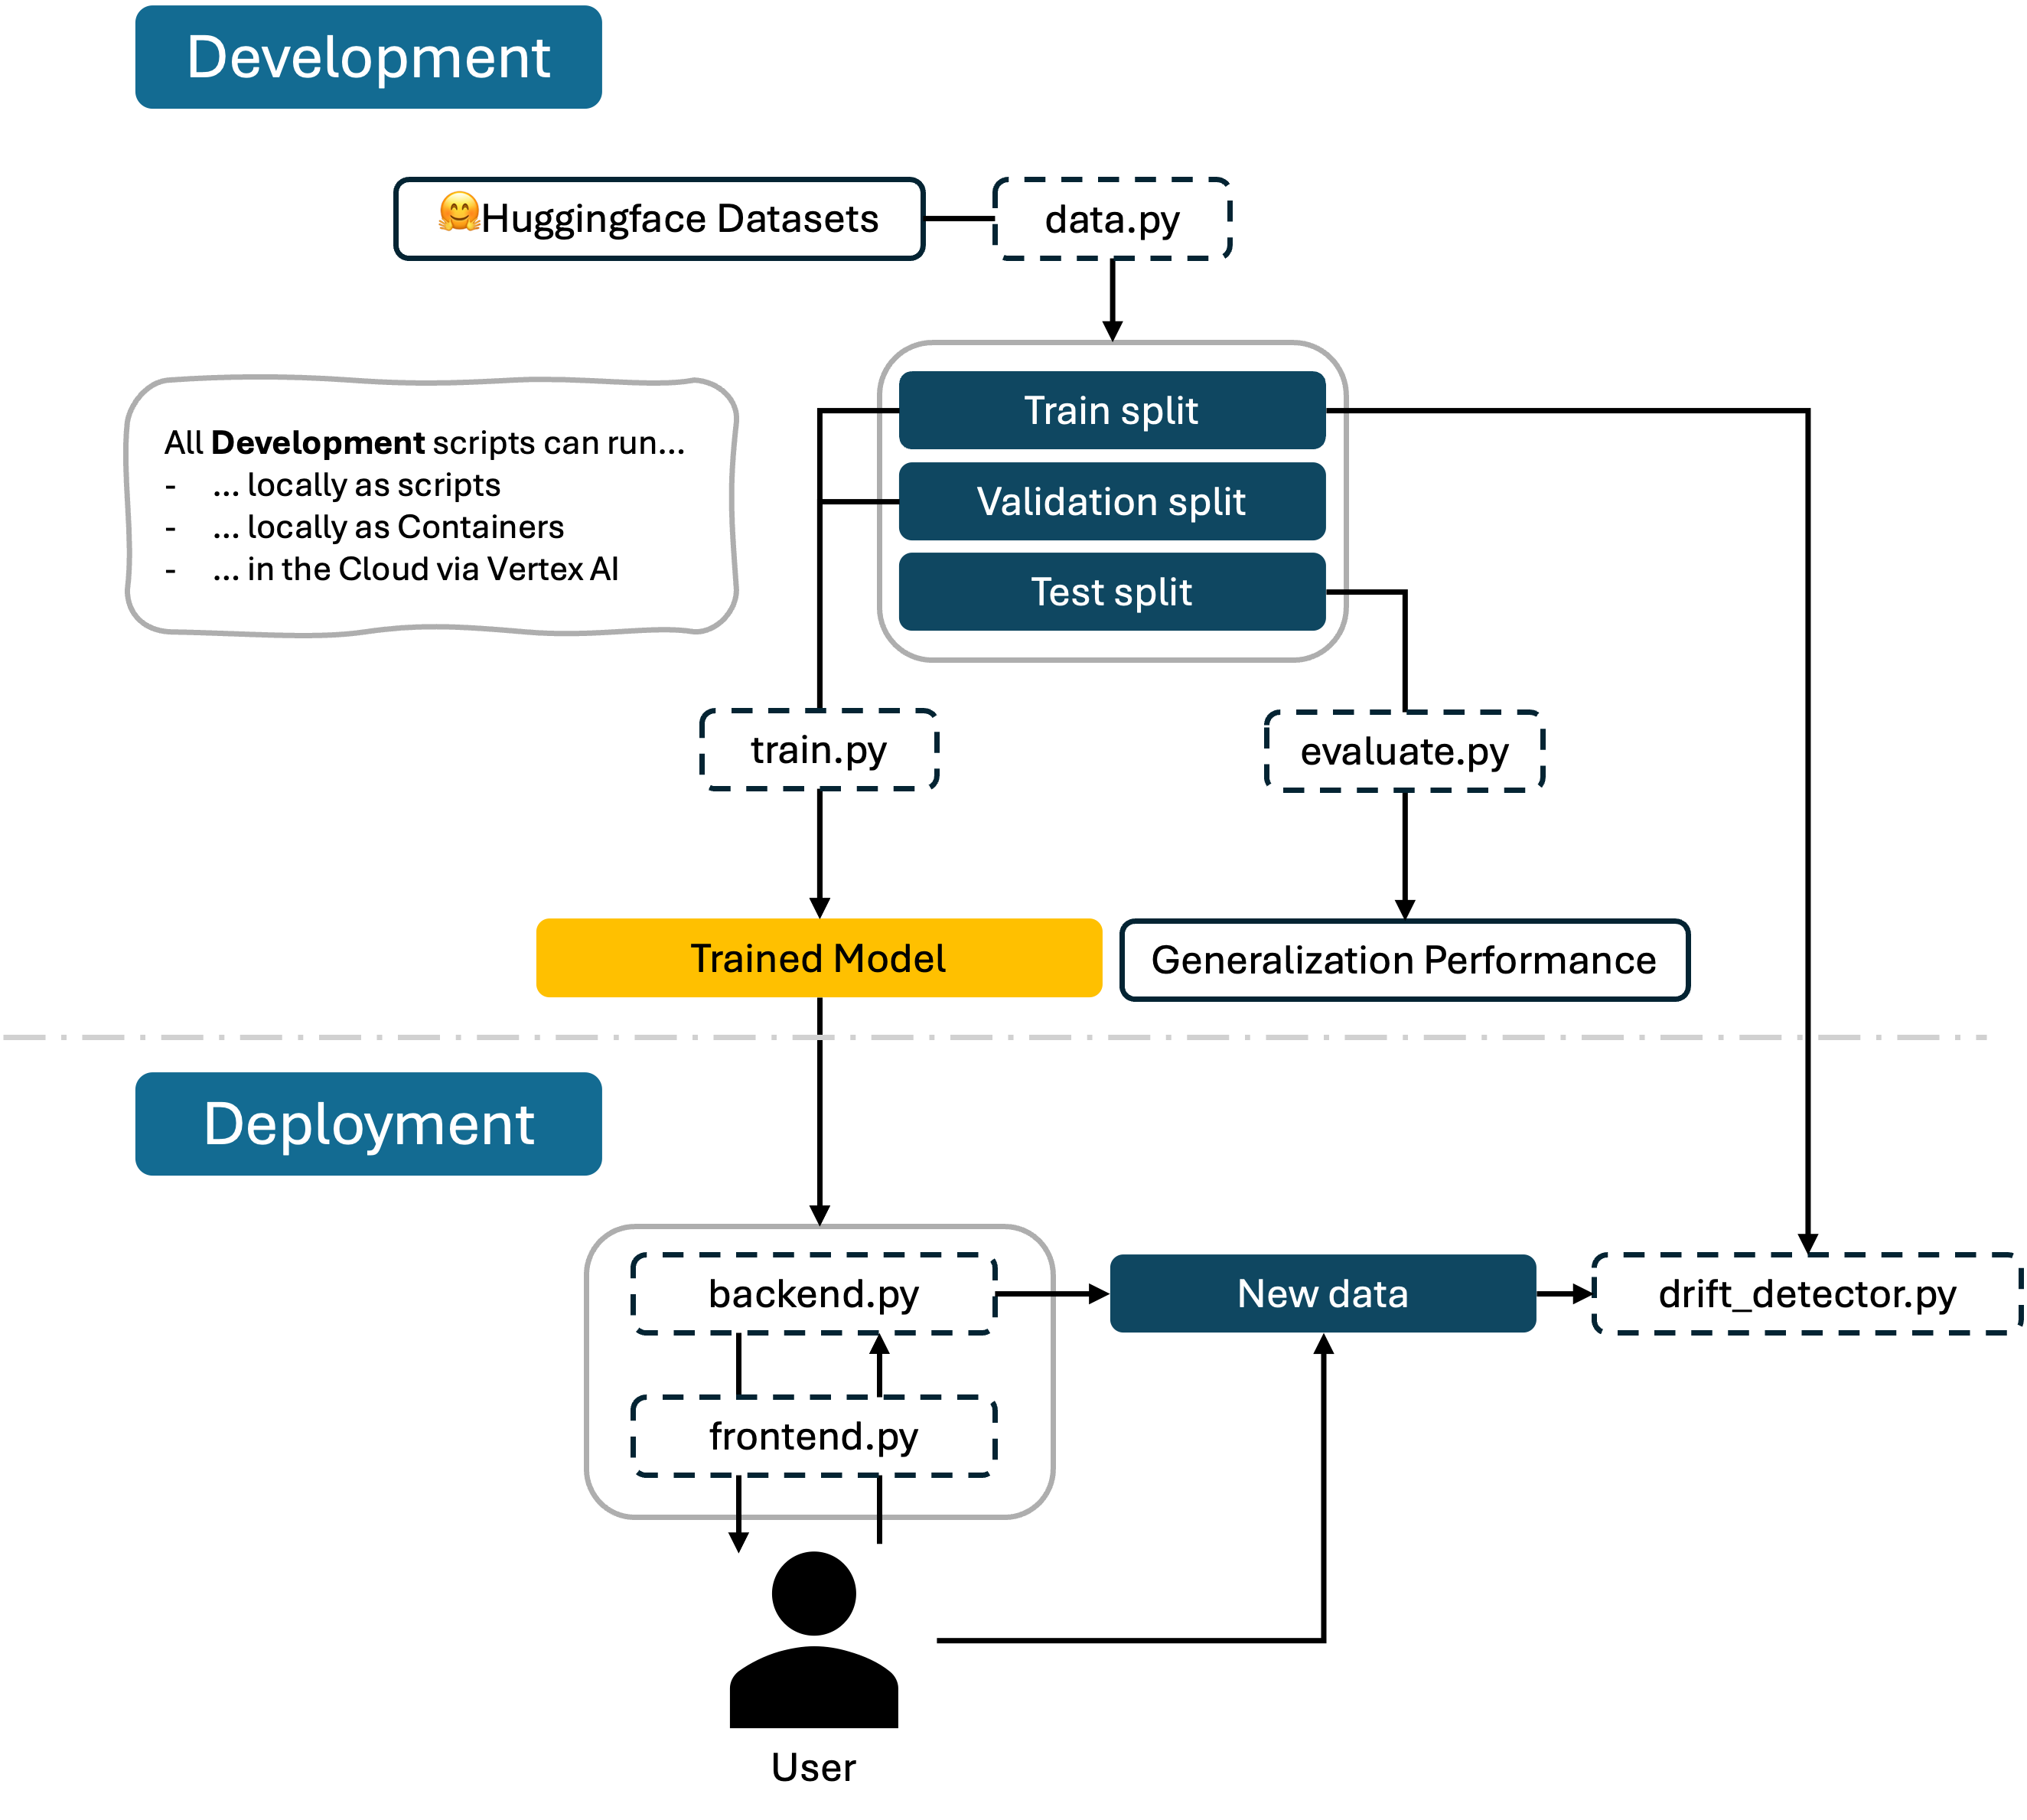 Development
🤗Huggingface Datasets
data.py
Train split
All Development scripts can run...
- ... locally as scripts
- ... locally as Containers
- ... in the Cloud via Vertex AI
Validation split
Test split
train.py
evaluate.py
Trained Model
Generalization Performance
Deployment
backend.py
New data
drift_detector.py
frontend.py
User